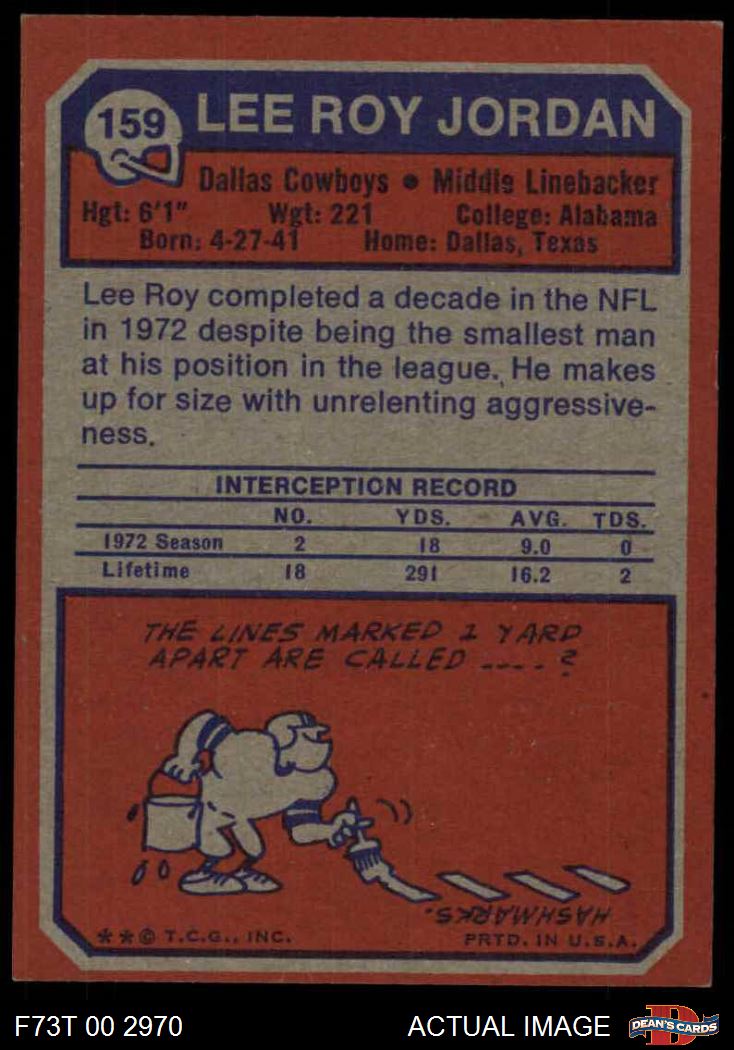 159
LEE ROY JORDAN
Dallas Cowboys • Middle Linebacker
Hgt: 6'1" Wgt: 221 College: Alabama
Born: 4-27-41 Home: Dallas, Texas
Lee Roy completed a decade in the NFL
in 1972 despite being the smallest man
at his position in the league. He makes
up for size with unrelenting aggressive-
ness.
INTERCEPTION RECORD
NO. YDS. AVG. TDS.
1972 Season 2 18 9.0 0
Lifetime 18 291 16.2 2
THE LINES MARKED 1 YARD
APART ARE CALLED ....?
HASHMARKS.
**© T.C.G., INC. PRTD. IN U.S.A.
F73T 00 2970 ACTUAL IMAGE DEAN'S CARDS